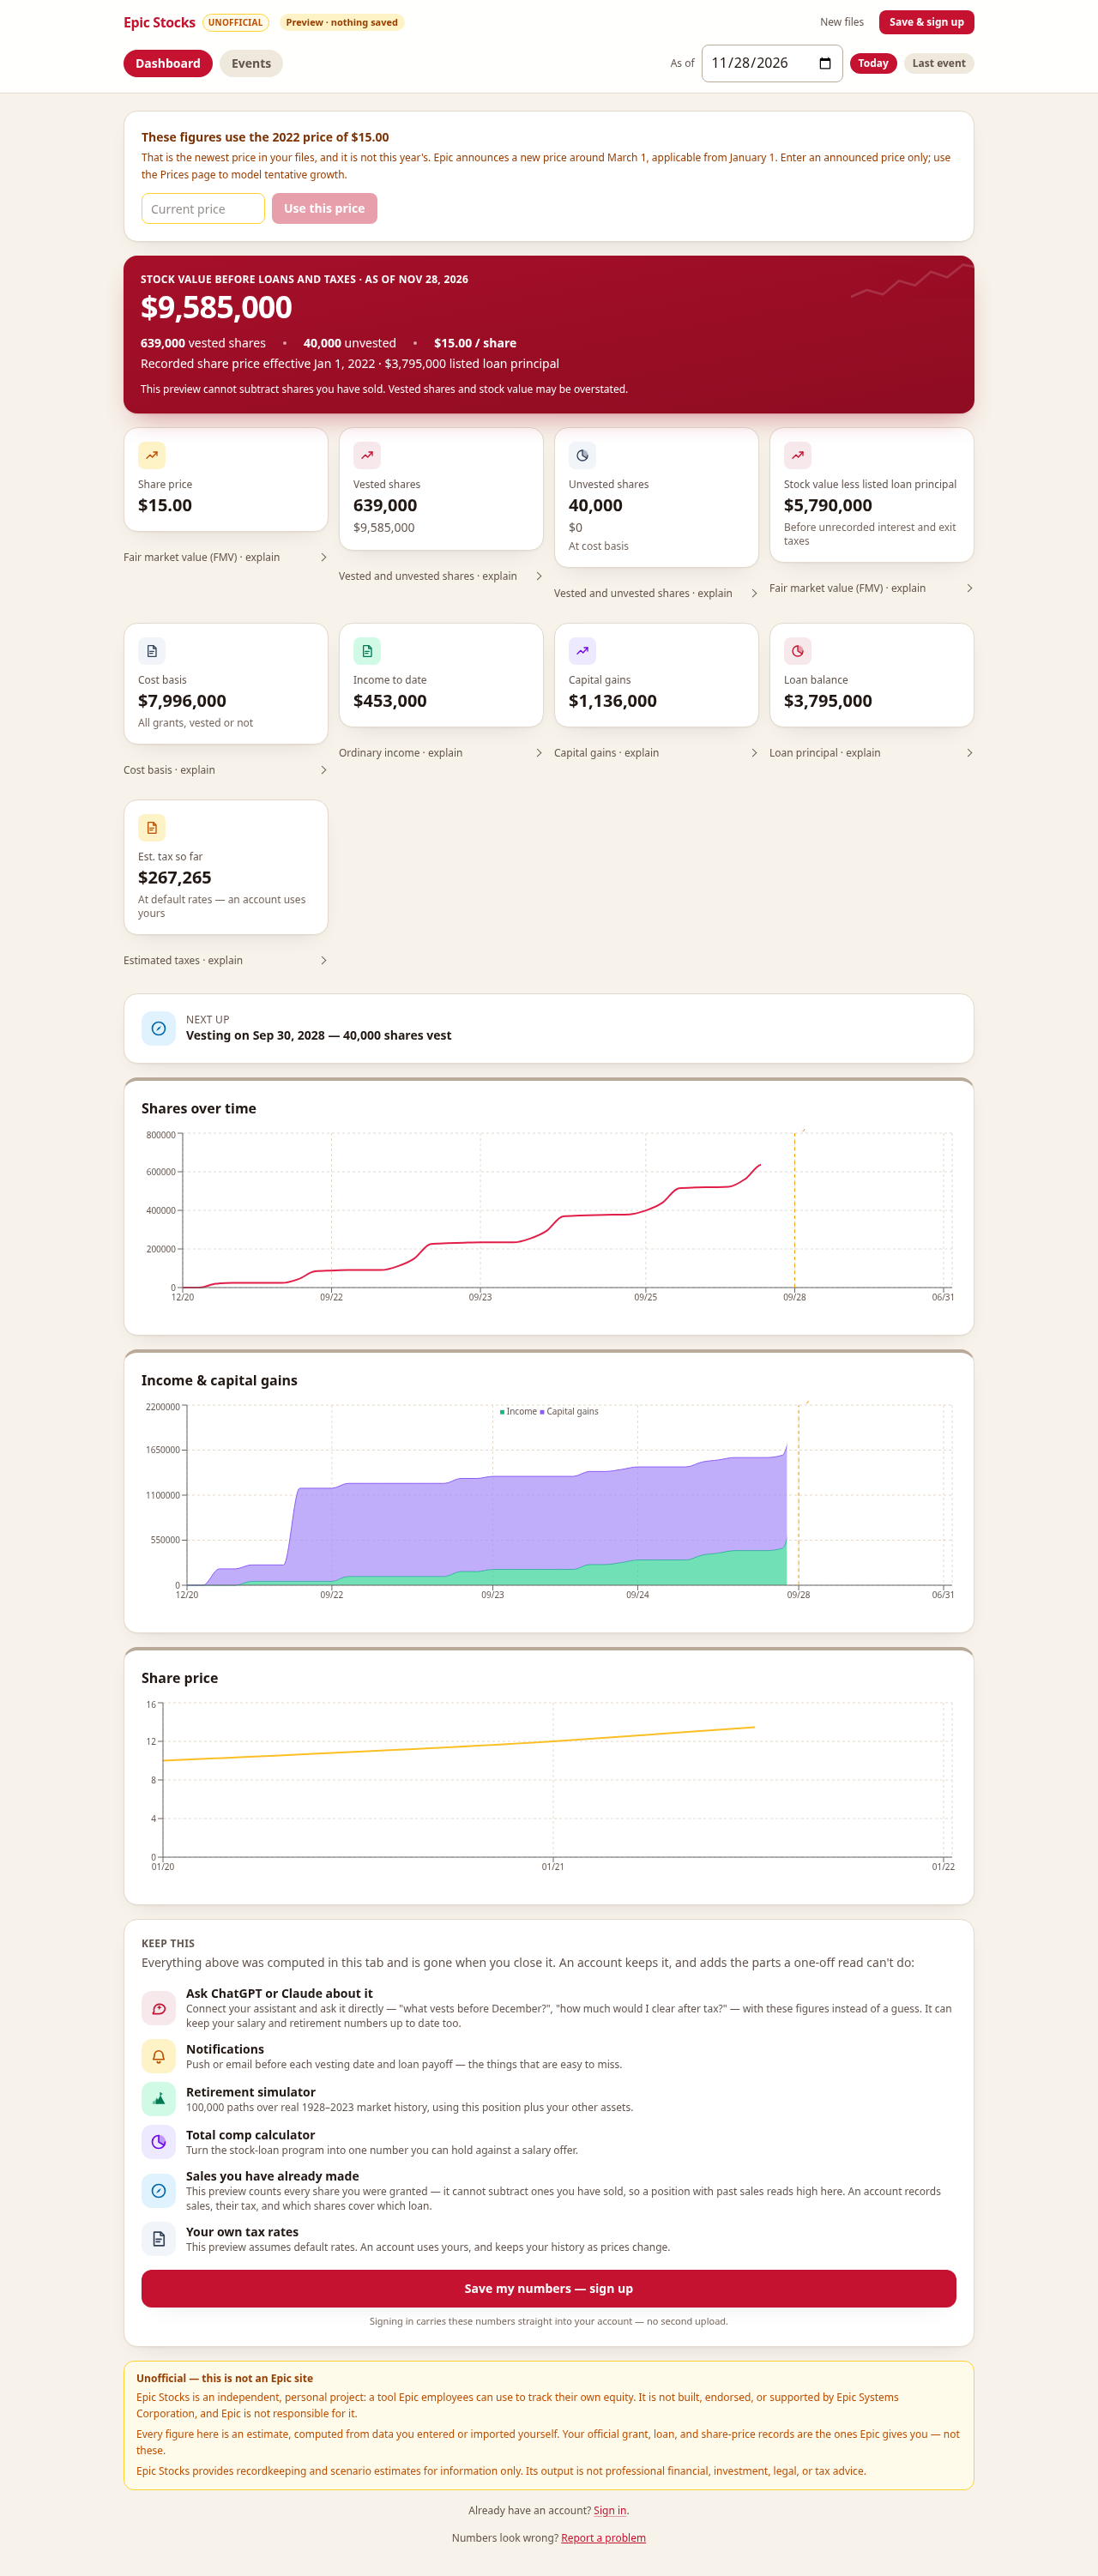 Epic Stocks
UNOFFICIAL
Preview · nothing saved
New files
Save & sign up
Dashboard
Events
As of
11/28/2026
Today
Last event
These figures use the 2022 price of $15.00
That is the newest price in your files, and it is not this year's. Epic announces a new price around March 1, applicable from January 1. Enter an announced price only; use
the Prices page to model tentative growth.
Current price
Use this price
STOCK VALUE BEFORE LOANS AND TAXES · AS OF NOV 28, 2026
$9,585,000
639,000 vested shares • 40,000 unvested • $15.00 / share
Recorded share price effective Jan 1, 2022 · $3,795,000 listed loan principal
This preview cannot subtract shares you have sold. Vested shares and stock value may be overstated.
Share price
$15.00
Fair market value (FMV) · explain
Vested shares
639,000
$9,585,000
Vested and unvested shares · explain
Unvested shares
40,000
$0
At cost basis
Vested and unvested shares · explain
Stock value less listed loan principal
$5,790,000
Before unrecorded interest and exit
taxes
Fair market value (FMV) · explain
Cost basis
$7,996,000
All grants, vested or not
Cost basis · explain
Income to date
$453,000
Ordinary income · explain
Capital gains
$1,136,000
Capital gains · explain
Loan balance
$3,795,000
Loan principal · explain
Est. tax so far
$267,265
At default rates — an account uses
yours
Estimated taxes · explain
NEXT UP
Vesting on Sep 30, 2028 — 40,000 shares vest
Shares over time
800000
600000
400000
200000
0
12/20 09/22 09/23 09/25 09/28 06/31
Income & capital gains
Income Capital gains
2200000
1650000
1100000
550000
0
12/20 09/22 09/23 09/24 09/28 06/31
Share price
16
12
8
4
0
01/20 01/21 01/22
KEEP THIS
Everything above was computed in this tab and is gone when you close it. An account keeps it, and adds the parts a one-off read can't do:
Ask ChatGPT or Claude about it
Connect your assistant and ask it directly — "what vests before December?", "how much would I clear after tax?" — with these figures instead of a guess. It can
keep your salary and retirement numbers up to date too.
Notifications
Push or email before each vesting date and loan payoff — the things that are easy to miss.
Retirement simulator
100,000 paths over real 1928–2023 market history, using this position plus your other assets.
Total comp calculator
Turn the stock-loan program into one number you can hold against a salary offer.
Sales you have already made
This preview counts every share you were granted — it cannot subtract ones you have sold, so a position with past sales reads high here. An account records
sales, their tax, and which shares cover which loan.
Your own tax rates
This preview assumes default rates. An account uses yours, and keeps your history as prices change.
Save my numbers — sign up
Signing in carries these numbers straight into your account — no second upload.
Unofficial — this is not an Epic site
Epic Stocks is an independent, personal project: a tool Epic employees can use to track their own equity. It is not built, endorsed, or supported by Epic Systems
Corporation, and Epic is not responsible for it.
Every figure here is an estimate, computed from data you entered or imported yourself. Your official grant, loan, and share-price records are the ones Epic gives you — not
these.
Epic Stocks provides recordkeeping and scenario estimates for information only. Its output is not professional financial, investment, legal, or tax advice.
Already have an account? Sign in.
Numbers look wrong? Report a problem